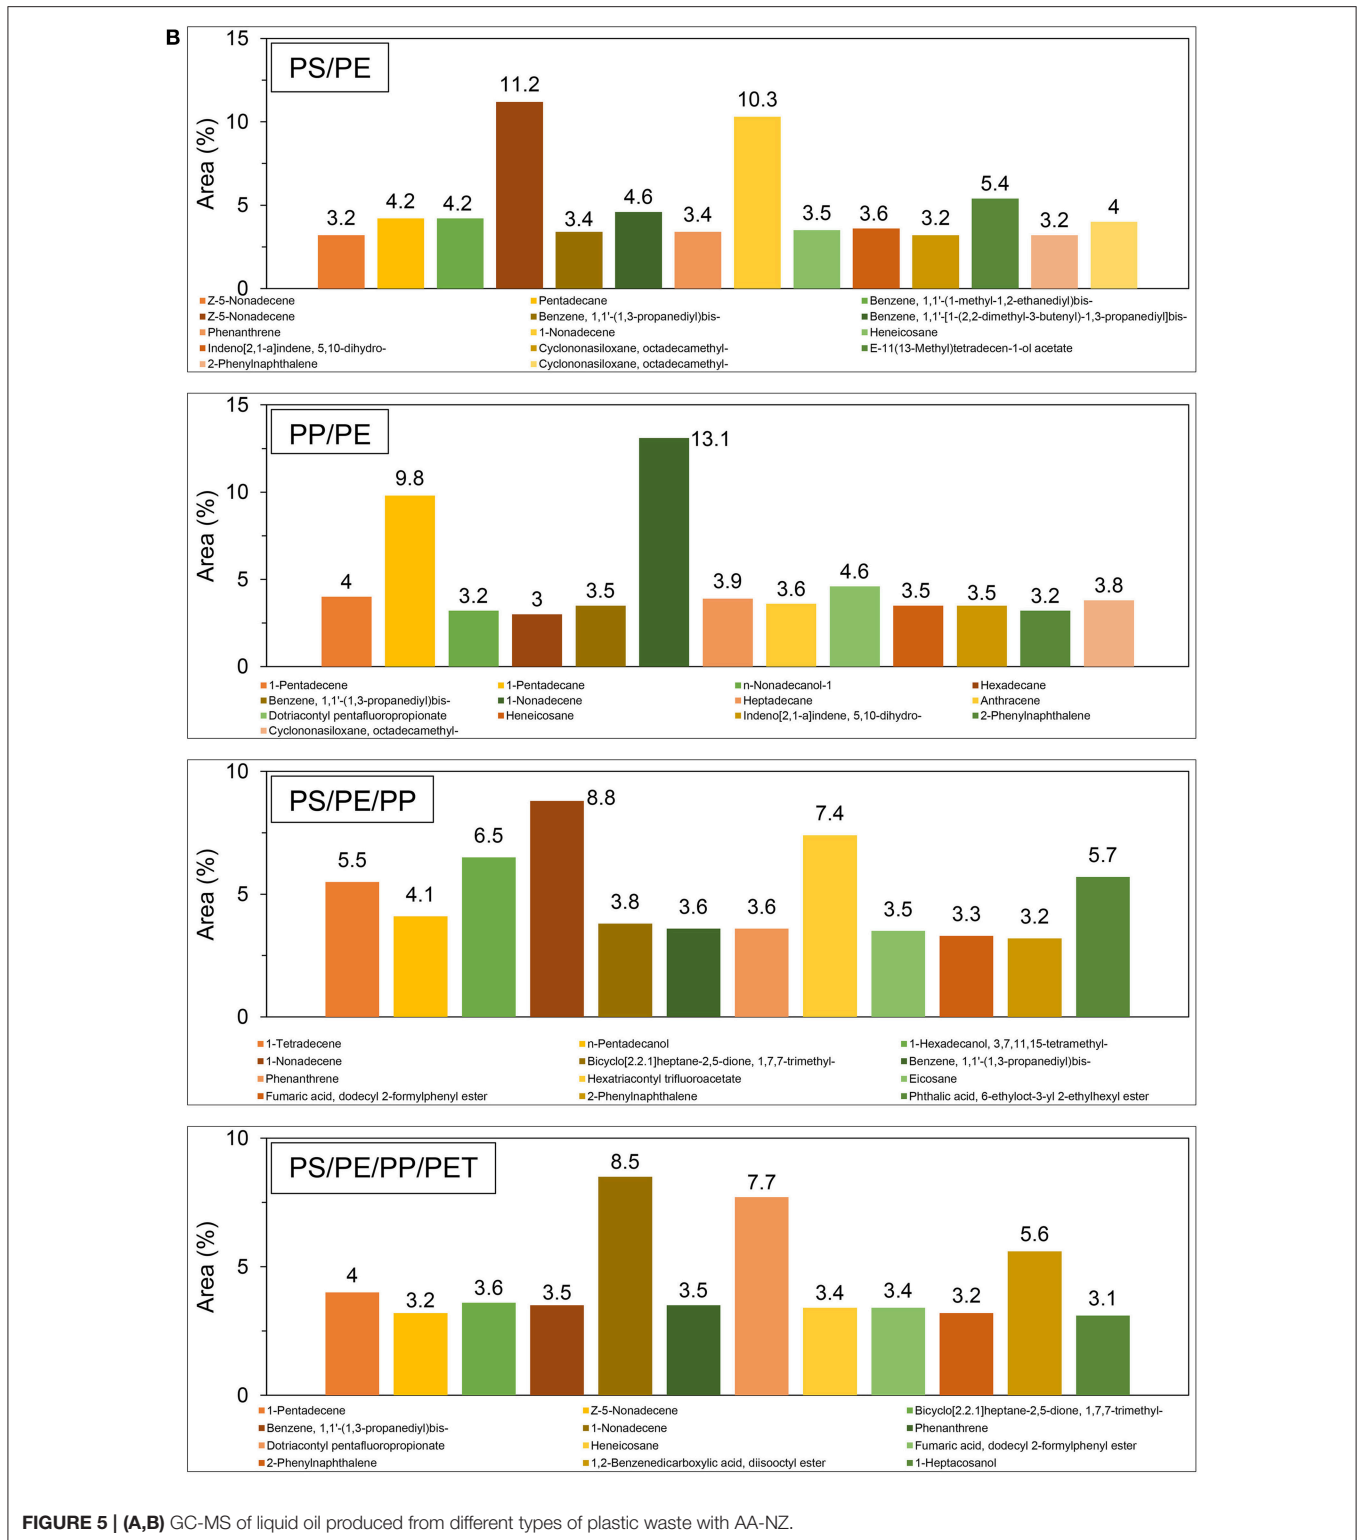 B
15
PS/PE
11.2
10.3
10
Area (%)
5.4
5
4.2
4.2
4.6
4
3.2
3.4
3.4
3.5
3.6
3.2
3.2
0
Z-5-Nonadecene
Pentadecane
Benzene, 1,1'-(1-methyl-1,2-ethanediyl)bis-
Z-5-Nonadecene
Benzene, 1,1'-(1,3-propanediyl)bis-
Benzene, 1,1'-[1-(2,2-dimethyl-3-butenyl)-1,3-propanediyl]bis-
Phenanthrene
1-Nonadecene
Heneicosane
Indeno[2,1-a]indene, 5,10-dihydro-
Cyclononasiloxane, octadecamethyl-
E-11(13-Methyl)tetradecen-1-ol acetate
2-Phenylnaphthalene
Cyclononasiloxane, octadecamethyl-
15
PP/PE
13.1
9.8
10
Area (%)
5
4
3.2
3
3.5
3.9
3.6
4.6
3.5
3.5
3.2
3.8
0
1-Pentadecene
1-Pentadecane
n-Nonadecanol-1
Hexadecane
Benzene, 1,1'-(1,3-propanediyl)bis-
1-Nonadecene
Heptadecane
Anthracene
Dotriacontyl pentafluoropropionate
Heneicosane
Indeno[2,1-a]indene, 5,10-dihydro-
2-Phenylnaphthalene
Cyclononasiloxane, octadecamethyl-
10
PS/PE/PP
8.8
7.4
6.5
5.5
5.7
Area (%)
5
4.1
3.8
3.6
3.6
3.5
3.3
3.2
0
1-Tetradecene
n-Pentadecanol
1-Hexadecanol, 3,7,11,15-tetramethyl-
1-Nonadecene
Bicyclo[2.2.1]heptane-2,5-dione, 1,7,7-trimethyl-
Benzene, 1,1'-(1,3-propanediyl)bis-
Phenanthrene
Hexatriacontyl trifluoroacetate
Eicosane
Fumaric acid, dodecyl 2-formylphenyl ester
2-Phenylnaphthalene
Phthalic acid, 6-ethyloct-3-yl 2-ethylhexyl ester
10
PS/PE/PP/PET
8.5
7.7
5.6
Area (%)
5
4
3.2
3.6
3.5
3.5
3.4
3.4
3.2
3.1
0
1-Pentadecene
Z-5-Nonadecene
Bicyclo[2.2.1]heptane-2,5-dione, 1,7,7-trimethyl-
Benzene, 1,1'-(1,3-propanediyl)bis-
1-Nonadecene
Phenanthrene
Dotriacontyl pentafluoropropionate
Heneicosane
Fumaric acid, dodecyl 2-formylphenyl ester
2-Phenylnaphthalene
1,2-Benzenedicarboxylic acid, diisooctyl ester
1-Heptacosanol
FIGURE 5 | (A,B) GC-MS of liquid oil produced from different types of plastic waste with AA-NZ.